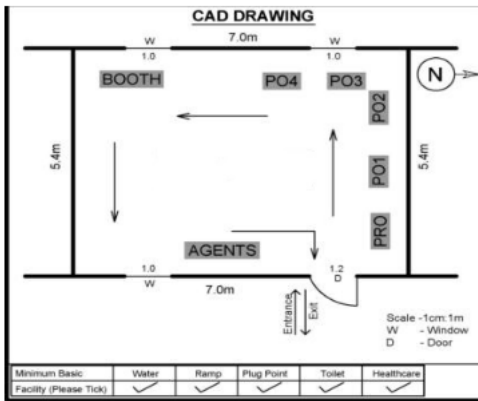 CAD DRAWING
W 7.0m W
1.0 1.0
BOOTH PO4 PO3
N
PO2
5.4m 5.4m
PO1
PRO
AGENTS
1.0 1.2
W 7.0m D
Entrance Exit
Scale -1cm:1m
W - Window
D - Door
Minimum Basic Water Ramp Plug Point Toilet Healthcare
Facility (Please Tick) ✓ ✓ ✓ ✓ ✓